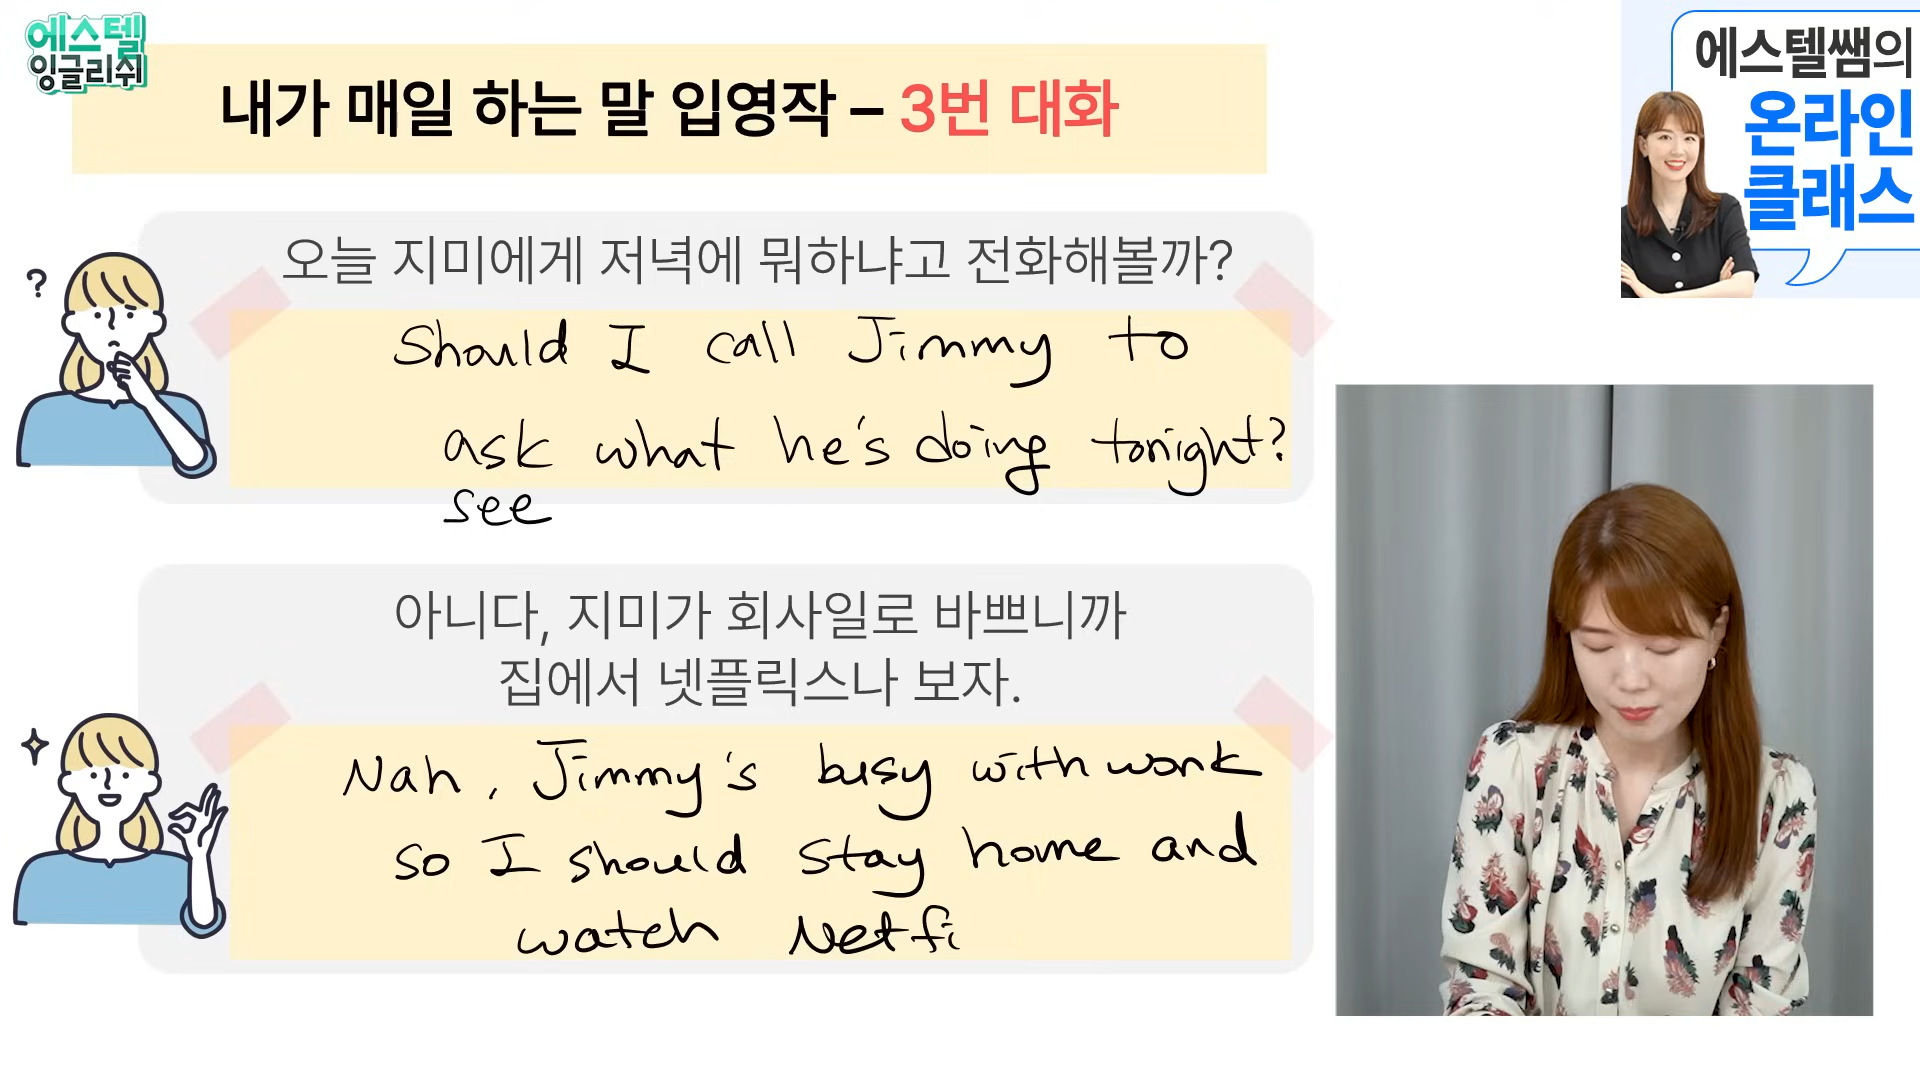 에스텔
잉글리쉬
내가 매일 하는 말 입영작 – 3번 대화
에스텔쌤의
온라인
클래스
?
오늘 지미에게 저녁에 뭐하냐고 전화해볼까?
Should I call Jimmy to
ask what he's doing tonight?
see
아니다, 지미가 회사일로 바쁘니까
집에서 넷플릭스나 보자.
Nah, Jimmy's busy with work
so I should stay home and
watch Netfi